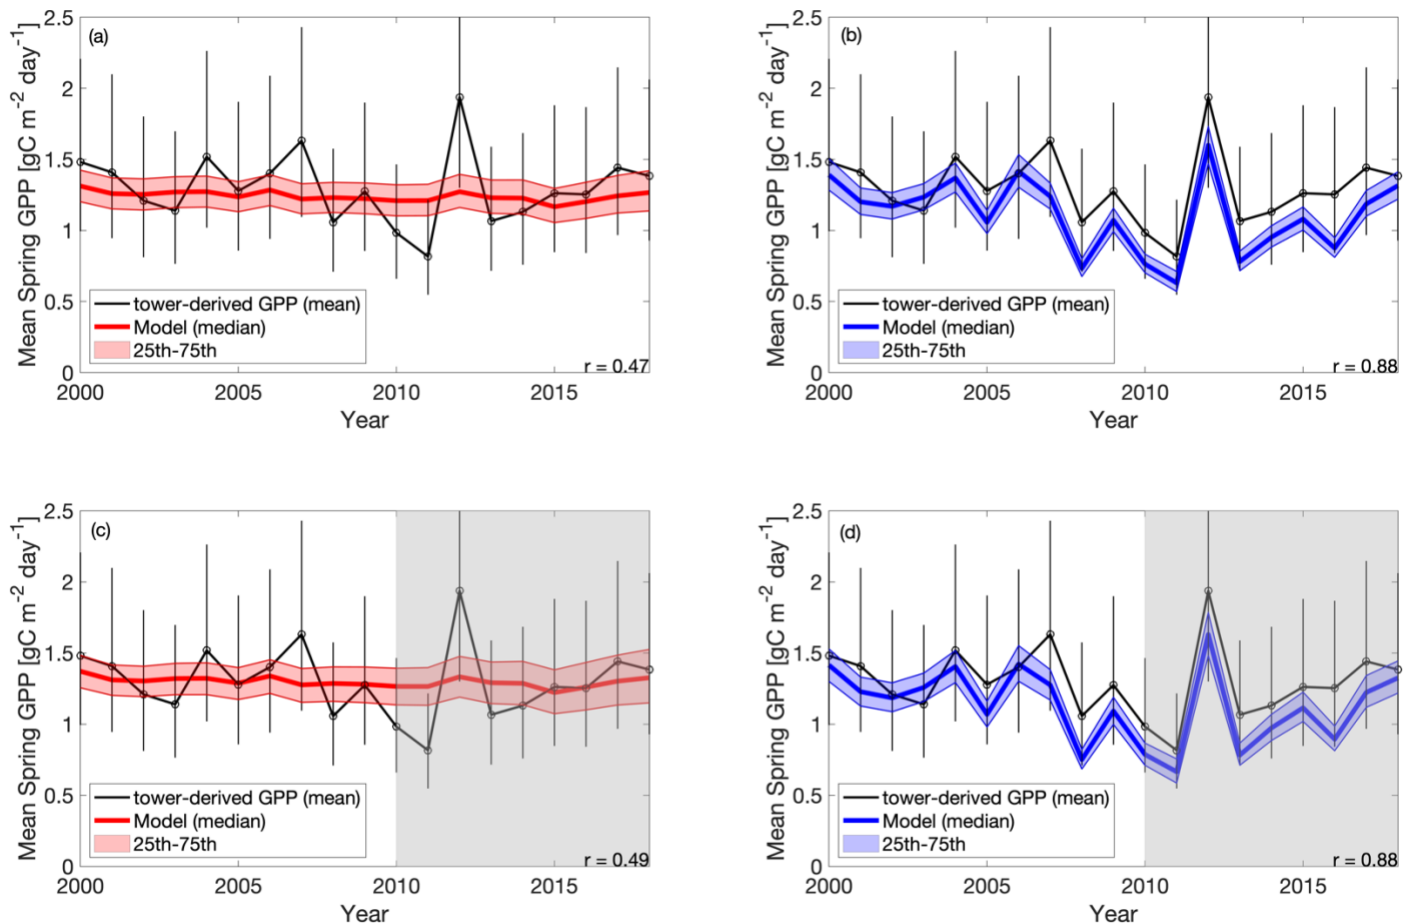 (a)
Mean Spring GPP [gC m⁻² day⁻¹]
2.5
2
1.5
1
0.5
0
tower-derived GPP (mean)
Model (median)
25th-75th
r = 0.47
2000 2005 2010 2015
Year
(b)
Mean Spring GPP [gC m⁻² day⁻¹]
2.5
2
1.5
1
0.5
0
tower-derived GPP (mean)
Model (median)
25th-75th
r = 0.88
2000 2005 2010 2015
Year
(c)
Mean Spring GPP [gC m⁻² day⁻¹]
2.5
2
1.5
1
0.5
0
tower-derived GPP (mean)
Model (median)
25th-75th
r = 0.49
2000 2005 2010 2015
Year
(d)
Mean Spring GPP [gC m⁻² day⁻¹]
2.5
2
1.5
1
0.5
0
tower-derived GPP (mean)
Model (median)
25th-75th
r = 0.88
2000 2005 2010 2015
Year